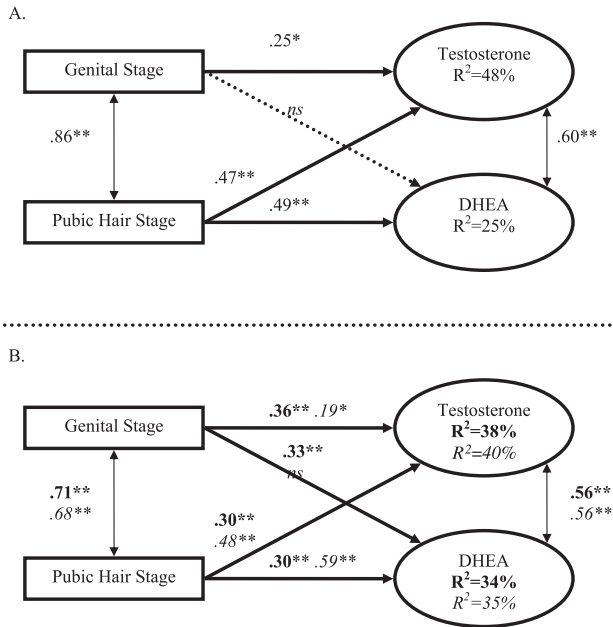 A.
.25*
Genital Stage
Testosterone
R²=48%
ns
.86**
.60**
.47**
.49**
Pubic Hair Stage
DHEA
R²=25%
B.
.36** .19*
Genital Stage
Testosterone
R²=38%
R²=40%
.33**
ns
.71**
.68**
.56**
.56**
.30**
.48**
.30** .59**
Pubic Hair Stage
DHEA
R²=34%
R²=35%